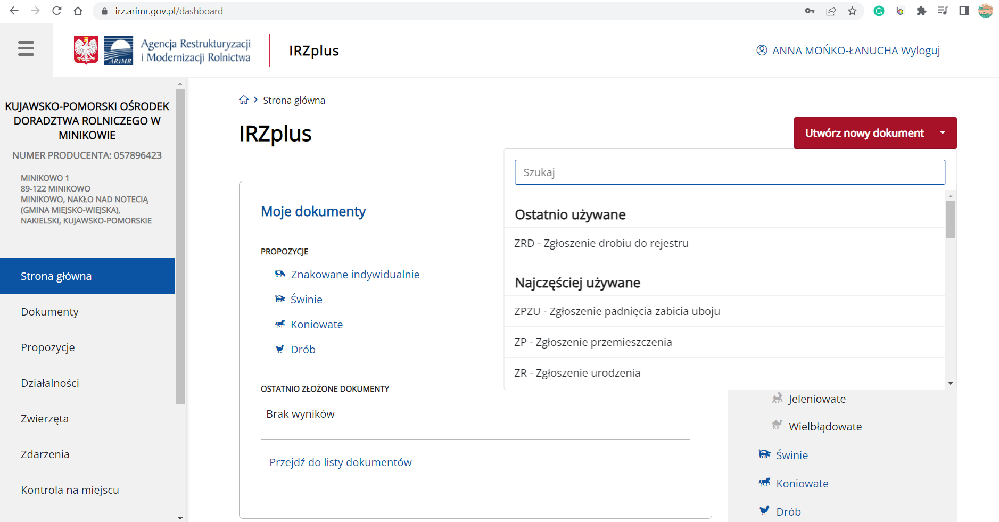 irz.arimr.gov.pl/dashboard
ARiMR
Agencja Restrukturyzacji
i Modernizacji Rolnictwa
IRZplus
ANNA MOŃKO-ŁANUCHA Wyloguj
KUJAWSKO-POMORSKI OŚRODEK
DORADZTWA ROLNICZEGO W
MINIKOWIE
NUMER PRODUCENTA: 057896423
MINIKOWO 1
89-122 MINIKOWO
MINIKOWO, NAKŁO NAD NOTECIĄ
(GMINA MIEJSKO-WIEJSKA),
NAKIELSKI, KUJAWSKO-POMORSKIE
Strona główna
Dokumenty
Propozycje
Działalności
Zwierzęta
Zdarzenia
Kontrola na miejscu
Strona główna
IRZplus
Utwórz nowy dokument
Szukaj
Ostatnio używane
ZRD - Zgłoszenie drobiu do rejestru
Najczęściej używane
ZPZU - Zgłoszenie padnięcia zabicia uboju
ZP - Zgłoszenie przemieszczenia
ZR - Zgłoszenie urodzenia
Moje dokumenty
PROPOZYCJE
Znakowane indywidualnie
Świnie
Koniowate
Drób
OSTATNIO ZŁOŻONE DOKUMENTY
Brak wyników
Przejdź do listy dokumentów
Jeleniowate
Wielbłądowate
Świnie
Koniowate
Drób